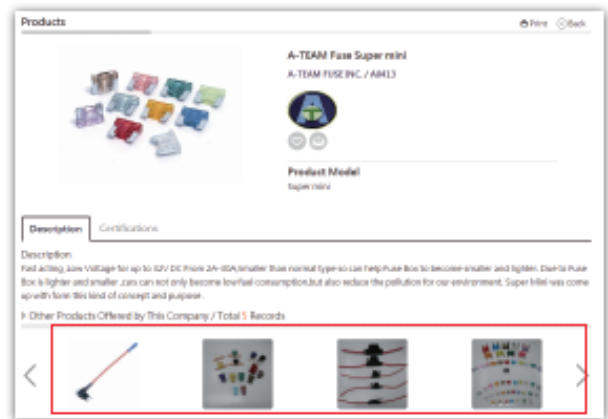 Products
Print Back
A-TEAM Fuse Super mini
A-TEAM FUSE INC. / A8413
A
Product Model
Super mini
Description Certifications
Description
Fast acting ,Low Voltage for up to 32V DC From 2A~30A,Smaller than normal type so can help Fuse Box to become smaller and lighter. Due to Fuse
Box is lighter and smaller ,cars can not only become low fuel consumption,but also reduce the pollution for our environment. Super Mini was come
up with form this kind of concept and purpose.
Other Products Offered by This Company / Total 5 Records